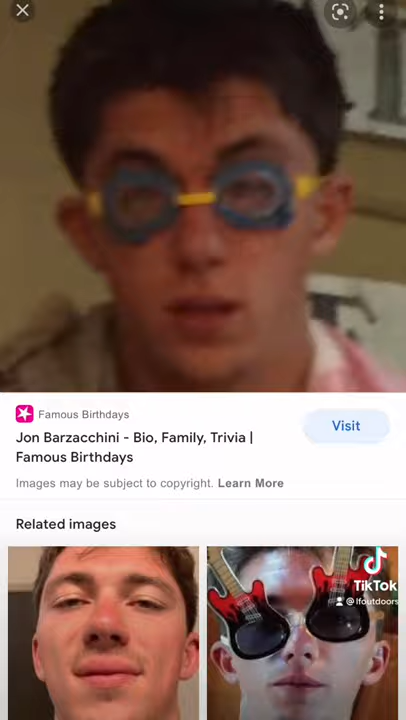 Famous Birthdays
Visit
Jon Barzacchini - Bio, Family, Trivia |
Famous Birthdays
Images may be subject to copyright. Learn More
Related images
TikTok
@lfoutdoors